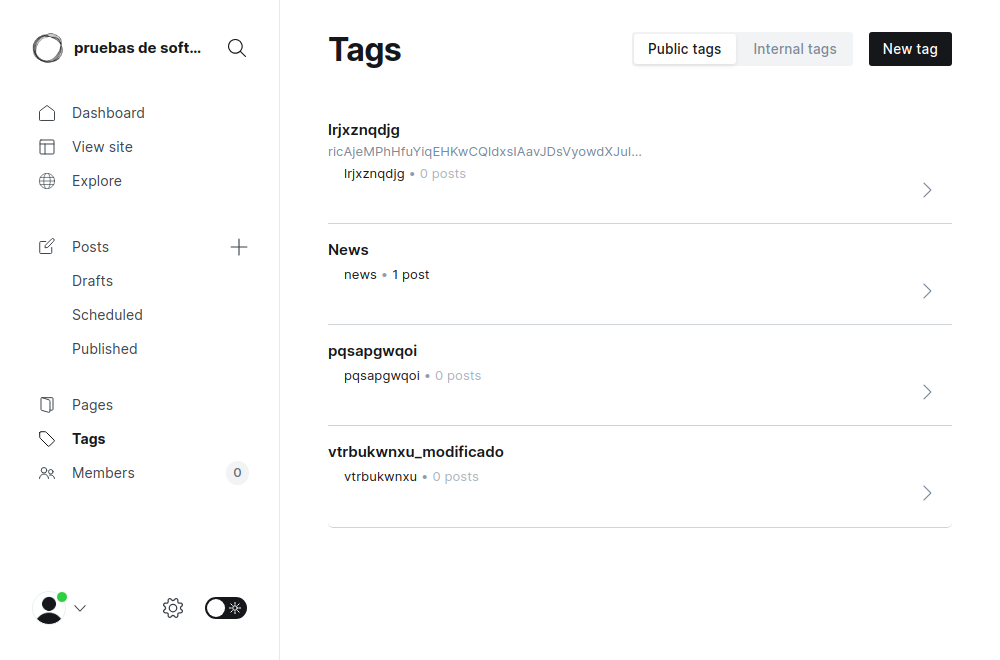 pruebas de soft...
Dashboard
View site
Explore
Posts
Drafts
Scheduled
Published
Pages
Tags
Members 0
Tags
Public tags Internal tags New tag
lrjxznqdjg
lrjxznqdjg • 0 posts
News
news • 1 post
pqsapgwqoi
pqsapgwqoi • 0 posts
vtrbukwnxu_modificado
vtrbukwnxu • 0 posts